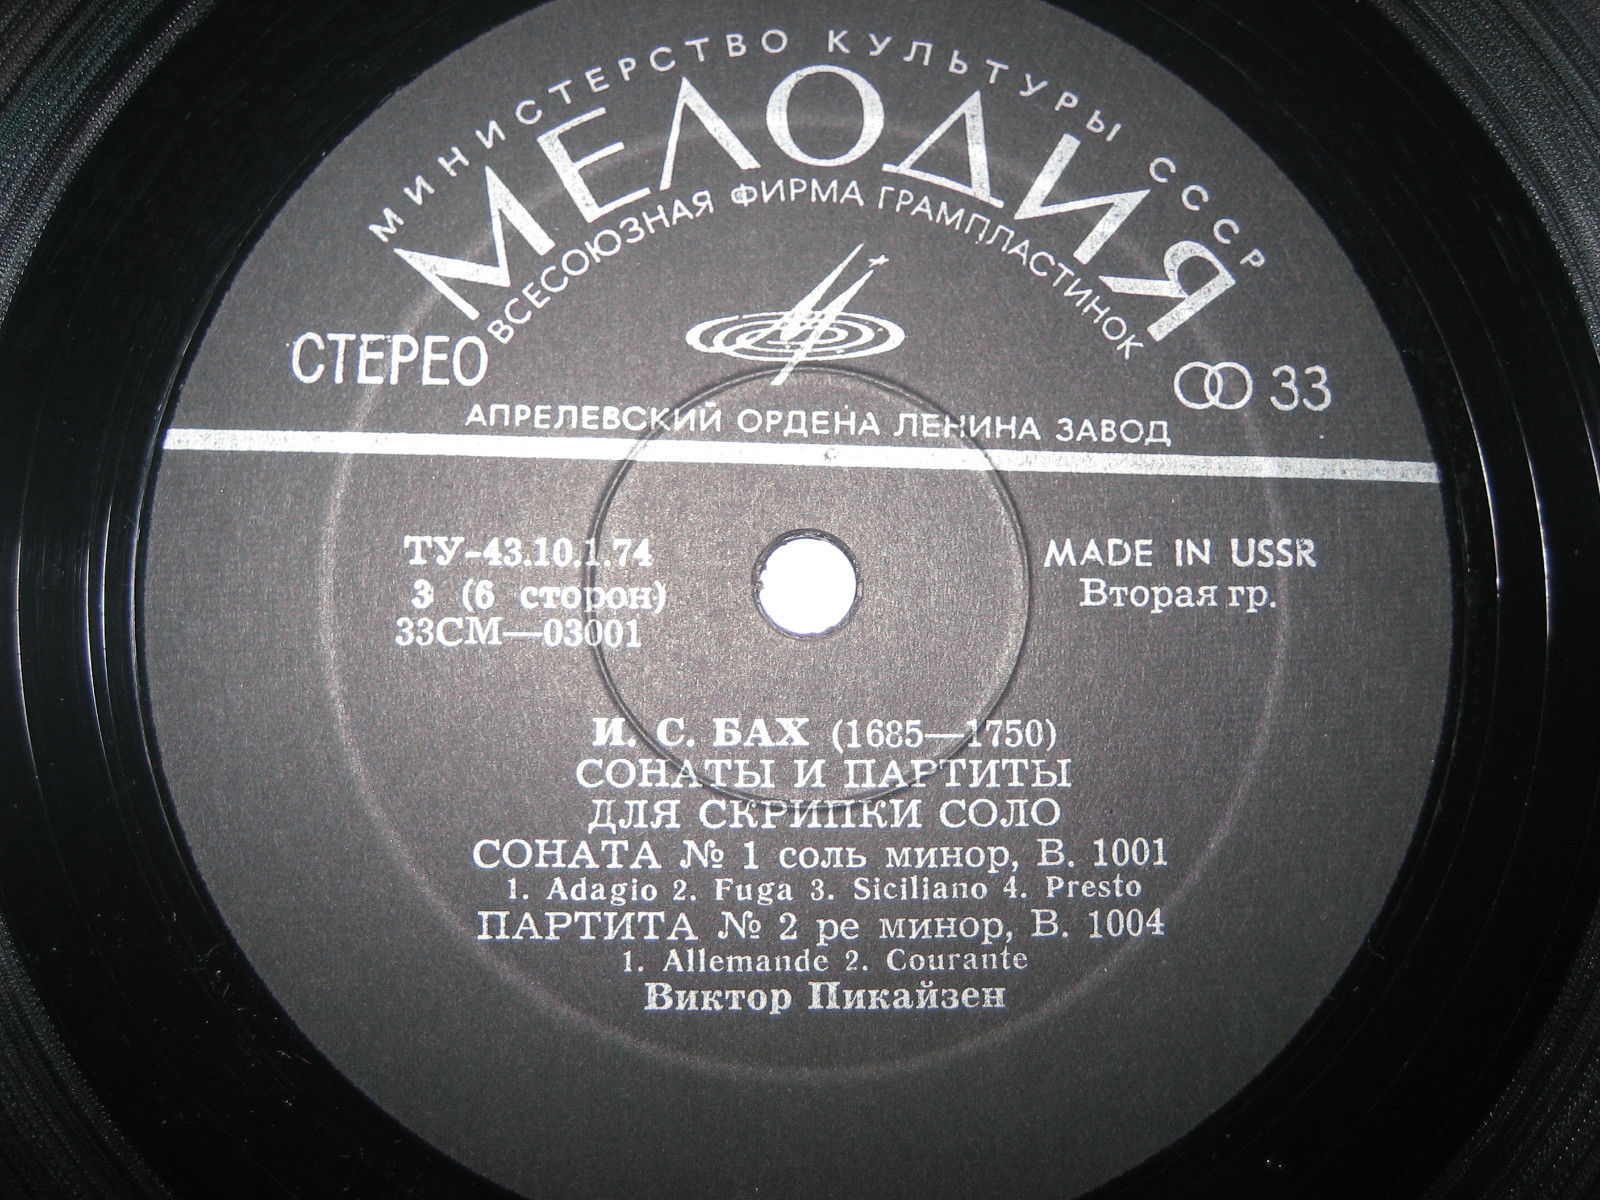 МИНИСТЕРСТВО КУЛЬТУРЫ СССР
МЕЛОДИЯ
ВСЕСОЮЗНАЯ ФИРМА ГРАМПЛАСТИНОК
СТЕРЕО
33
АПРЕЛЕВСКИЙ ОРДЕНА ЛЕНИНА ЗАВОД
ТУ-43.10.1.74
3 (6 сторон)
33СМ—03001
MADE IN USSR
Вторая гр.
И. С. БАХ (1685—1750)
СОНАТЫ И ПАРТИТЫ
ДЛЯ СКРИПКИ СОЛО
СОНАТА № 1 соль минор, В. 1001
1. Adagio 2. Fuga 3. Siciliano 4. Presto
ПАРТИТА № 2 ре минор, В. 1004
1. Allemande 2. Courante
Виктор Пикайзен